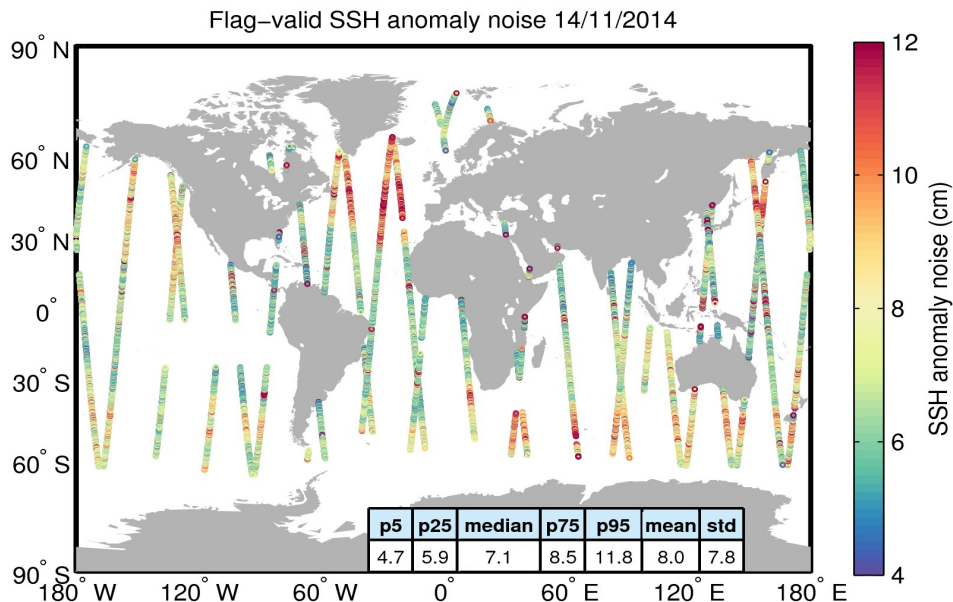 Flag−valid SSH anomaly noise 14/11/2014
90° N
60° N
30° N
0°
30° S
60° S
90° S
180° W
120° W
60° W
0°
60° E
120° E
180° E
p5 p25 median p75 p95 mean std
4.7 5.9 7.1 8.5 11.8 8.0 7.8
12
10
8
6
4
SSH anomaly noise (cm)